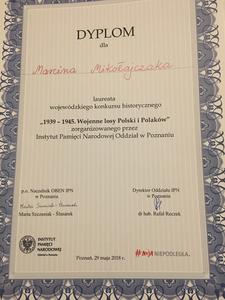 DYPLOM
dla
Marcina Mikołajczaka
laureata
wojewódzkiego konkursu historycznego
„1939 – 1945. Wojenne losy Polski i Polaków”
zorganizowanego przez
Instytut Pamięci Narodowej Oddział w Poznaniu
p.o. Naczelnik OBEN IPN
w Poznaniu
Marta Szczesiak - Ślusarek
Dyrektor Oddziału IPN
w Poznaniu
dr hab. Rafał Reczek
INSTYTUT
PAMIĘCI
NARODOWEJ
Poznań, 29 maja 2018 r.
#MOJA NIEPODLEGŁA.